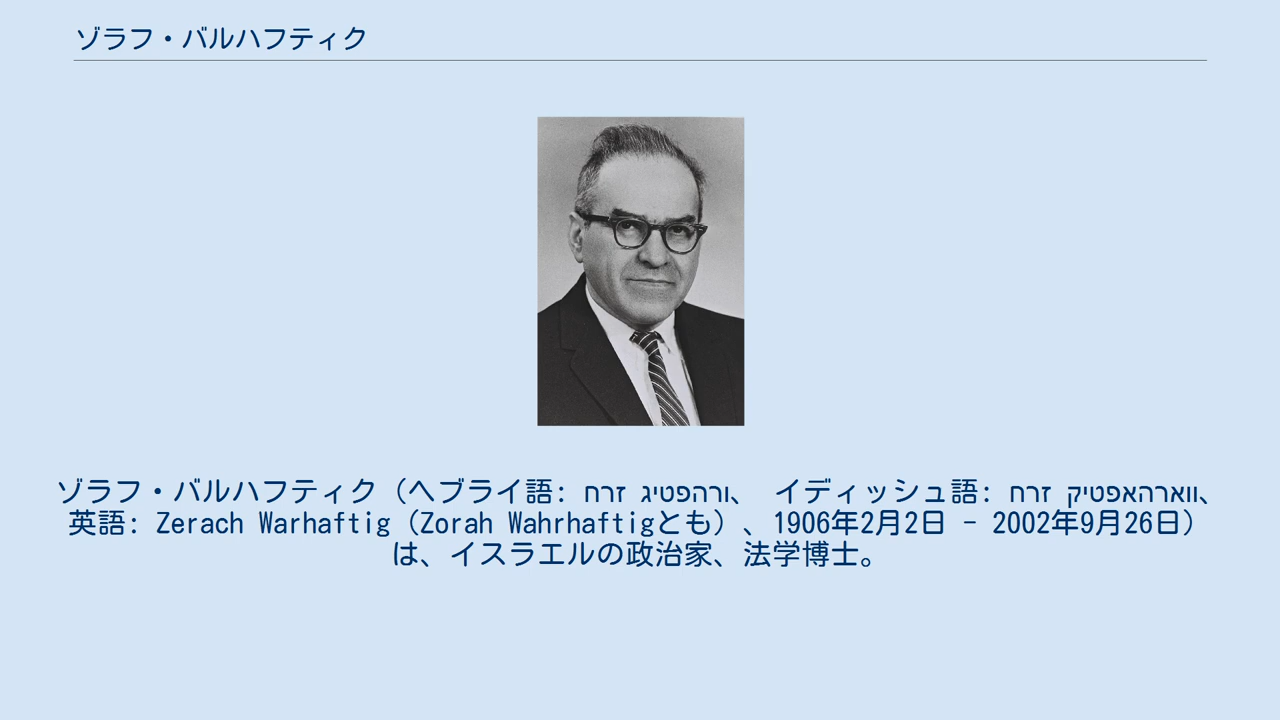 ゾラフ・バルハフティク
ゾラフ・バルハフティク（ヘブライ語: זרח ורהפטיג、 イディッシュ語: זרח וואַרהאַפטיק、
英語: Zerach Warhaftig（Zorah Wahrhaftigとも）、1906年2月2日 - 2002年9月26日）
は、イスラエルの政治家、法学博士。